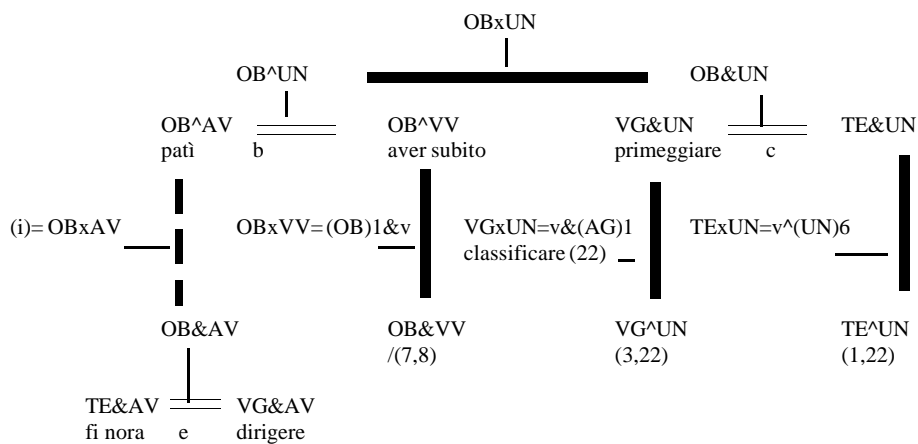 OBxUN
OB^UN OB&UN
OB^AV OB^VV VG&UN TE&UN
patì b aver subito primeggiare c
(i)= OBxAV OBxVV=(OB)1&v VGxUN=v&(AG)1 TExUN=v^(UN)6
classificare (22)
OB&AV OB&VV VG^UN TE^UN
/(7,8) (3,22) (1,22)
TE&AV VG&AV
fi nora e dirigere